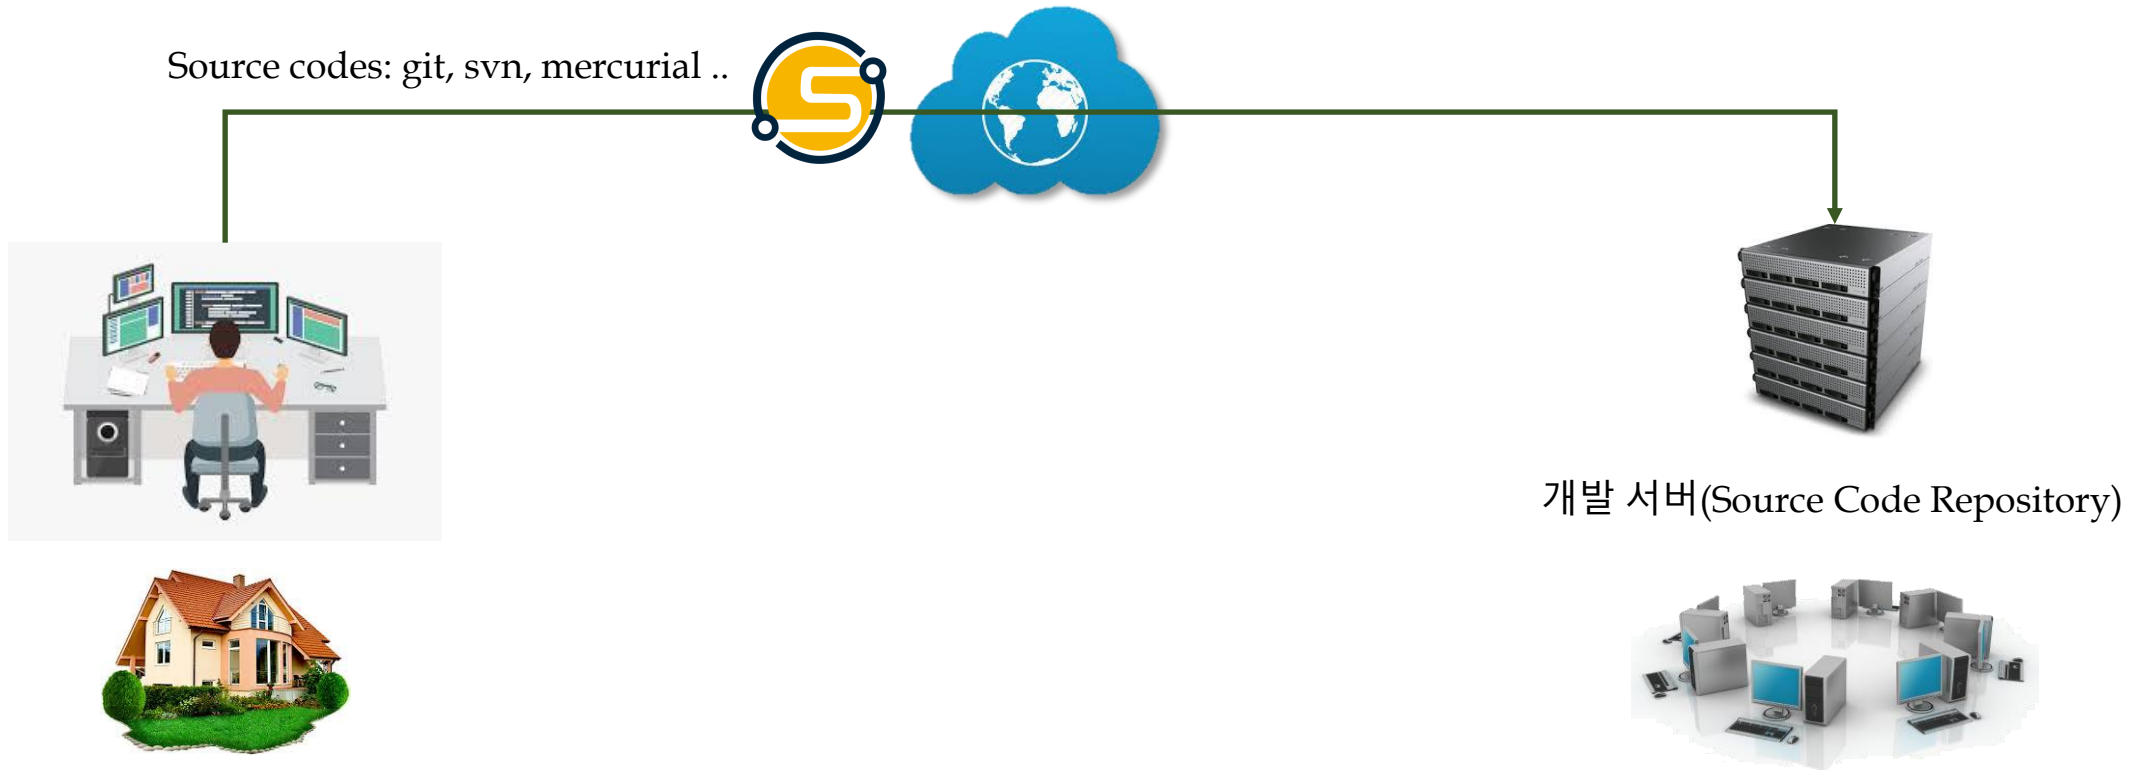 Source codes: git, svn, mercurial ..
S
개발 서버(Source Code Repository)